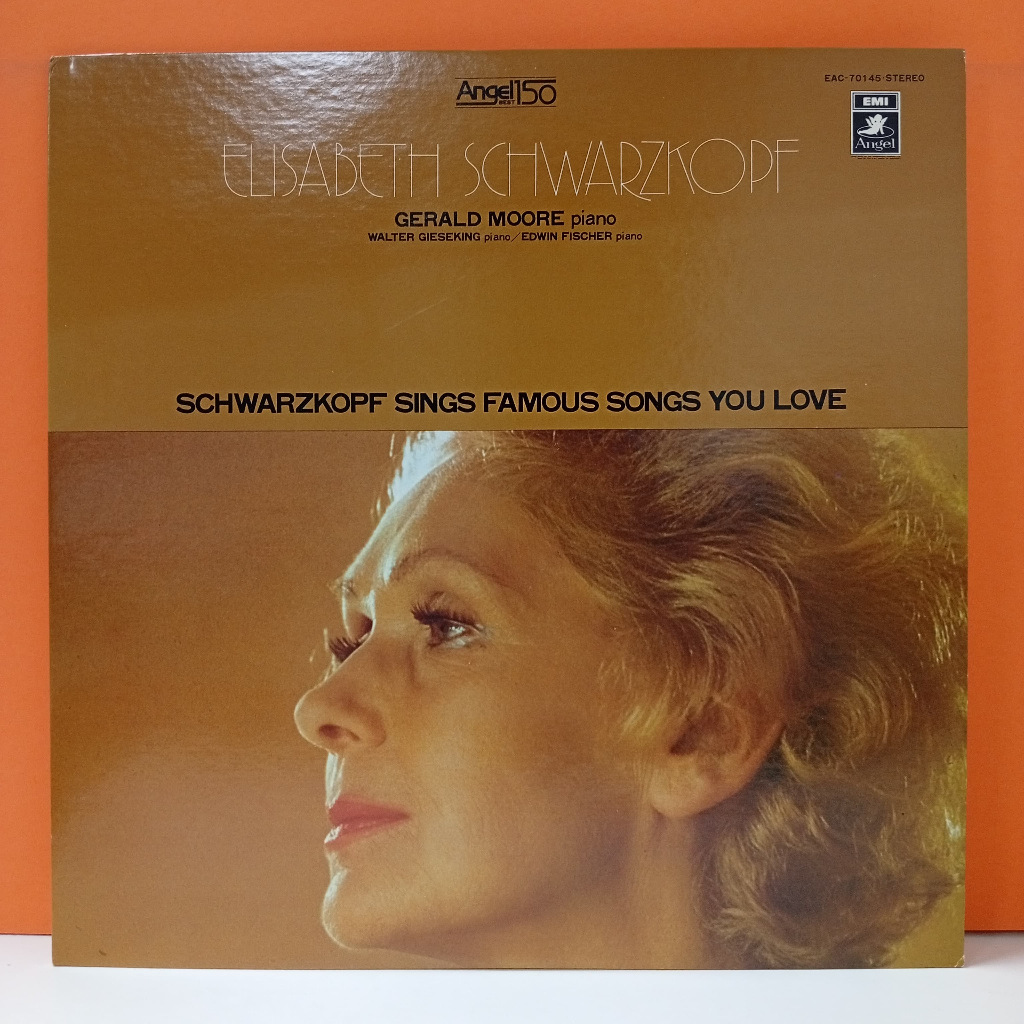 Angel BEST 150
EAC-70145·STEREO
EMI
Angel
ELISABETH SCHWARZKOPF
GERALD MOORE piano
WALTER GIESEKING piano/EDWIN FISCHER piano
SCHWARZKOPF SINGS FAMOUS SONGS YOU LOVE